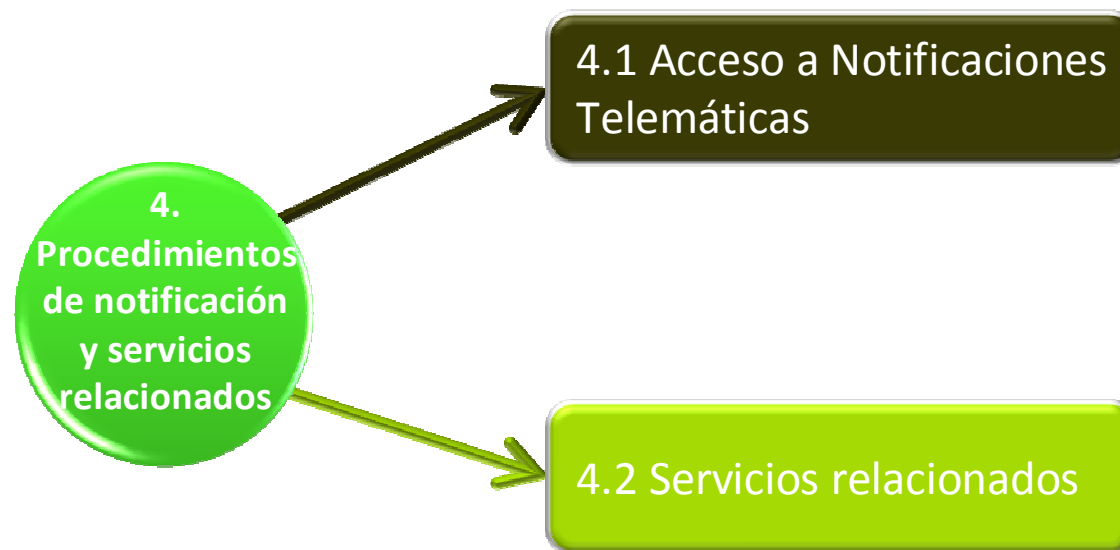 4.
Procedimientos
de notificación
y servicios
relacionados
4.1 Acceso a Notificaciones
Telemáticas
4.2 Servicios relacionados